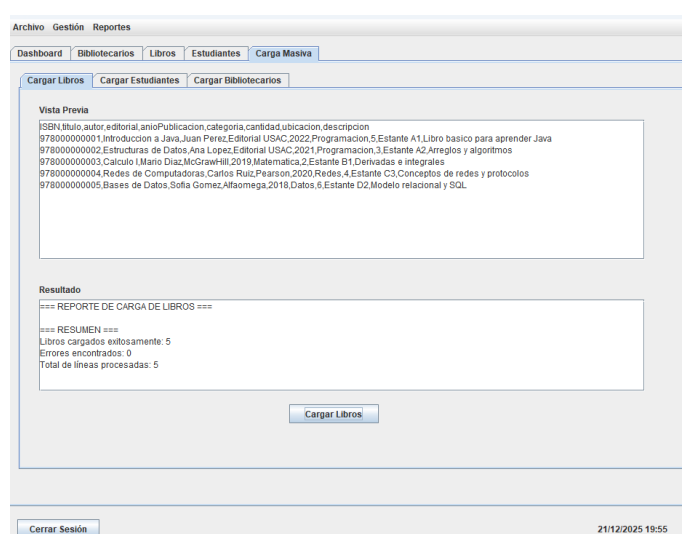 Archivo Gestión Reportes
Dashboard Bibliotecarios Libros Estudiantes Carga Masiva
Cargar Libros Cargar Estudiantes Cargar Bibliotecarios
Vista Previa
ISBN,titulo,autor,editorial,anioPublicacion,categoria,cantidad,ubicacion,descripcion
978000000001,Introduccion a Java,Juan Perez,Editorial USAC,2022,Programacion,5,Estante A1,Libro basico para aprender Java
978000000002,Estructuras de Datos,Ana Lopez,Editorial USAC,2021,Programacion,3,Estante A2,Arreglos y algoritmos
978000000003,Calculo I,Mario Diaz,McGrawHill,2019,Matematica,2,Estante B1,Derivadas e integrales
978000000004,Redes de Computadoras,Carlos Ruiz,Pearson,2020,Redes,4,Estante C3,Conceptos de redes y protocolos
978000000005,Bases de Datos,Sofia Gomez,Alfaomega,2018,Datos,6,Estante D2,Modelo relacional y SQL
Resultado
=== REPORTE DE CARGA DE LIBROS ===
=== RESUMEN ===
Libros cargados exitosamente: 5
Errores encontrados: 0
Total de líneas procesadas: 5
Cargar Libros
Cerrar Sesión 21/12/2025 19:55